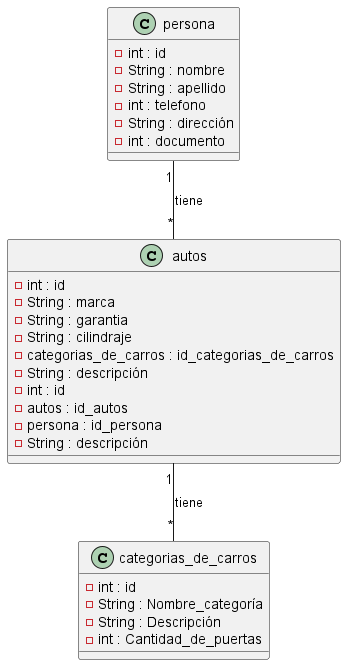 C persona
int : id
String : nombre
String : apellido
int : telefono
String : dirección
int : documento
1
tiene
*
C autos
int : id
String : marca
String : garantia
String : cilindraje
categorias_de_carros : id_categorias_de_carros
String : descripción
int : id
autos : id_autos
persona : id_persona
String : descripción
1
tiene
*
C categorias_de_carros
int : id
String : Nombre_categoría
String : Descripción
int : Cantidad_de_puertas